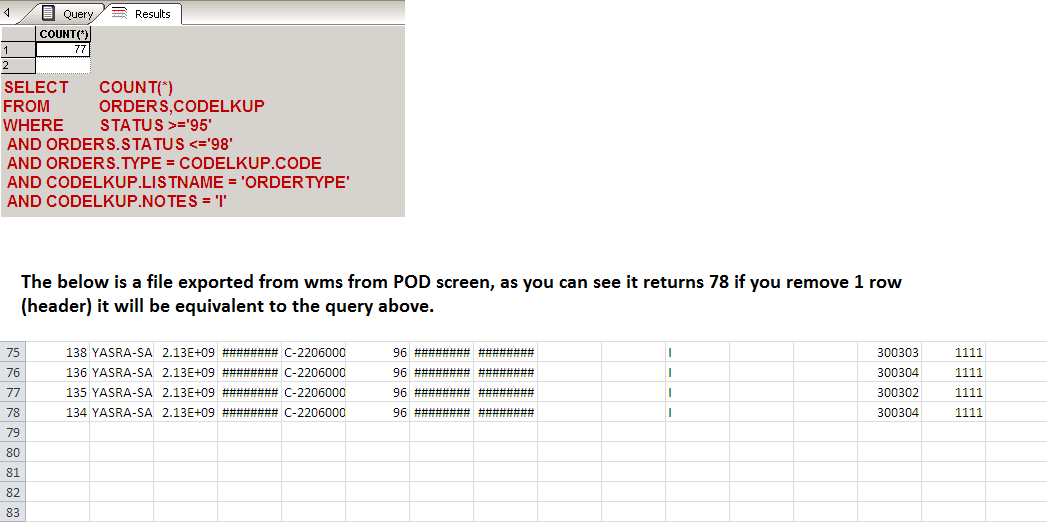 Query Results
COUNT(*)
1 77
2
SELECT COUNT(*)
FROM ORDERS,CODELKUP
WHERE STATUS >='95'
AND ORDERS.STATUS <='98'
AND ORDERS.TYPE = CODELKUP.CODE
AND CODELKUP.LISTNAME = 'ORDERTYPE'
AND CODELKUP.NOTES = 'I'
The below is a file exported from wms from POD screen, as you can see it returns 78 if you remove 1 row
(header) it will be equivalent to the query above.
75 138 YASRA-SA 2.13E+09 ######## C-2206000 96 ######## ######## I 300303 1111
76 136 YASRA-SA 2.13E+09 ######## C-2206000 96 ######## ######## I 300304 1111
77 135 YASRA-SA 2.13E+09 ######## C-2206000 96 ######## ######## I 300302 1111
78 134 YASRA-SA 2.13E+09 ######## C-2206000 96 ######## ######## I 300304 1111
79
80
81
82
83